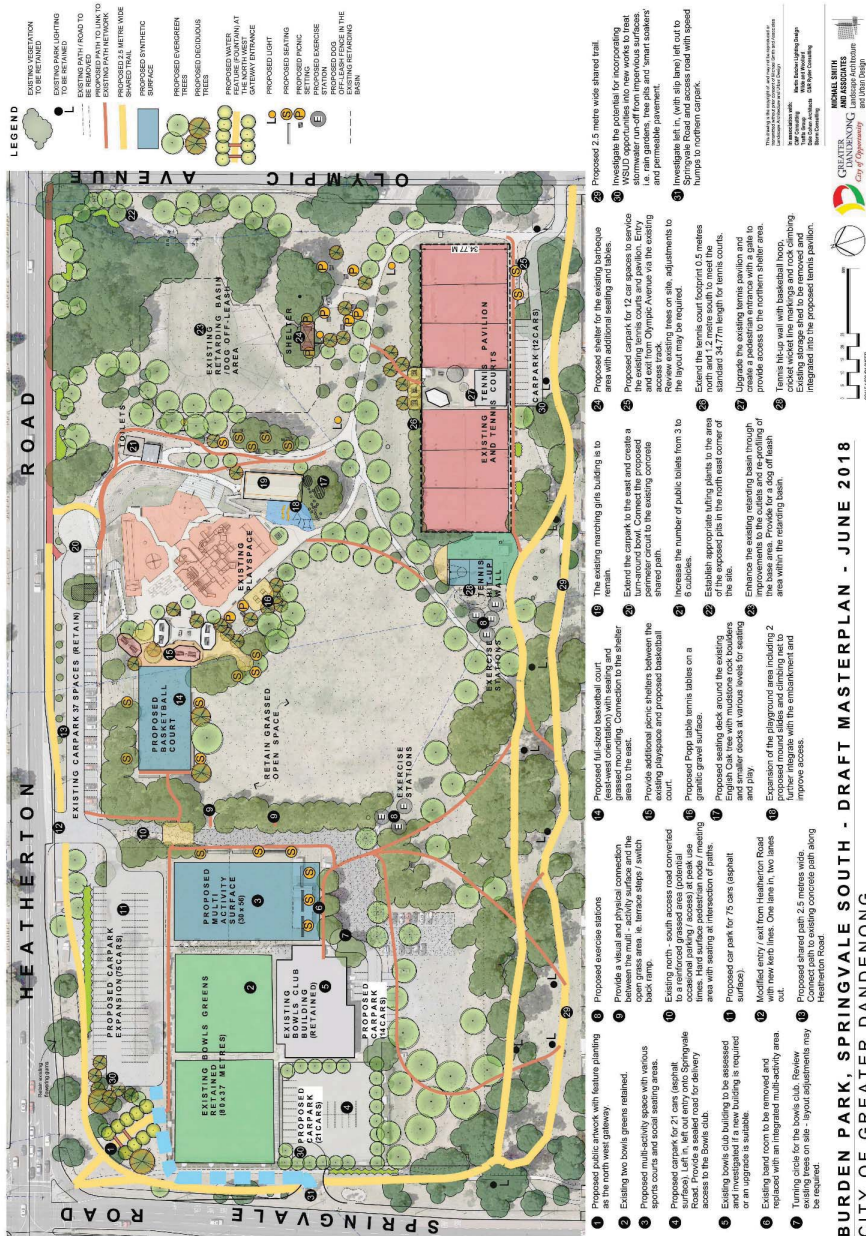 HEATHERTON ROAD
SPRINGVALE ROAD
OLYMPIC AVENUE
PROPOSED CARPARK
EXPANSION (75CARS)
EXISTING CARPARK 37 SPACES (RETAIN)
EXISTING BOWLS GREENS
RETAINED
PROPOSED
MULTI
ACTIVITY
SURFACE
EXISTING
BOWLS CLUB
BUILDING
(RETAINED)
PROPOSED
CARPARK
(14CARS)
PROPOSED
CARPARK
(21CARS)
PROPOSED
BASKETBALL
COURT
RETAIN GRASSED
OPEN SPACE
EXERCISE
STATIONS
EXISTING
PLAYSPACE
TOILETS
EXISTING
RETARDING BASIN
(DOG OFF-LEASH
AREA)
SHELTER
TENNIS
HIT-UP
WALL
EXERCISE
STATIONS
EXISTING TENNIS PAVILION
AND TENNIS COURTS
34.77 M
CARPARK (12CARS)
LEGEND
EXISTING VEGETATION
TO BE RETAINED
EXISTING PARK LIGHTING
TO BE RETAINED
EXISTING PATH / ROAD TO
BE REMOVED
PROPOSED PATH TO LINK TO
EXISTING PATH NETWORK
PROPOSED 2.5 METRE WIDE
SHARED TRAIL
PROPOSED SYNTHETIC
SURFACE
PROPOSED EVERGREEN
TREES
PROPOSED DECIDUOUS
TREES
PROPOSED WATER
FEATURE (FOUNTAIN) AT
THE NORTH WEST
GATEWAY ENTRANCE
PROPOSED LIGHT
PROPOSED SEATING
PROPOSED PICNIC
SETTING
PROPOSED EXERCISE
STATION
PROPOSED DOG
OFF-LEASH FENCE IN THE
EXISTING RETARDING
BASIN
1 Proposed public artwork with feature planting
as the north west gateway.
2 Existing two bowls greens retained.
3 Proposed multi-activity space with various
sports courts and social seating areas.
4 Proposed carpark for 21 cars (asphalt
surface). Left in, left out entry onto Springvale
Road. Provide a sealed road for delivery
access to the Bowls club.
5 Existing bowls club building to be assessed
and investigated if a new building is required
or an upgrade is suitable.
6 Existing band room to be removed and
replaced with an integrated multi-activity area.
7 Turning circle for the bowls club. Review
existing trees on site - layout adjustments may
be required.
8 Proposed exercise stations
9 Provide a visual and physical connection
between the multi - activity surface and the
open grass area. ie. terrace steps / switch
back ramp.
10 Existing north - south access road converted
to a reinforced grassed area (potential
occasional parking / access) at peak use
times. Hard surface pedestrian node / meeting
area with seating at intersection of paths.
11 Proposed car park for 75 cars (asphalt
surface).
12 Modified entry / exit from Heatherton Road
with new kerb lines. One lane in, two lanes
out.
13 Proposed shared path 2.5 metres wide.
Connect path to existing concrete path along
Heatherton Road.
14 Proposed full-sized basketball court
(east-west orientation) with seating and
grassed mounding. Connection to the shelter
area to the east.
15 Provide additional picnic shelters between the
existing playspace and proposed basketball
court.
16 Proposed Popp table tennis tables on a
granitic gravel surface.
17 Proposed seating deck around the existing
English Oak tree with mudstone rock boulders
and smaller decks at various levels for seating
and play.
18 Expansion of the playground area including 2
proposed mound slides and climbing net to
further integrate with the embankment and
improve access.
19 The existing marching girls building is to
remain.
20 Extend the carpark to the east and create a
turn-around bowl. Connect the proposed
perimeter circuit to the existing concrete
shared path.
21 Increase the number of public toilets from 3 to
6 cubicles.
22 Establish appropriate tufting plants to the area
of the exposed pits in the north east corner of
the site.
23 Enhance the existing retarding basin through
improvements to the outlets and re-profiling of
the base area. Provide for a dog off leash
area within the retarding basin.
24 Proposed shelter for the existing barbeque
area with additional seating and tables.
25 Proposed carpark for 12 car spaces to service
the existing tennis courts and pavilion. Entry
and exit from Olympic Avenue via the existing
access track.
Review existing trees on site, adjustments to
the layout may be required.
26 Extend the tennis court footprint 0.5 metres
north and 1.2 metre south to meet the
standard 34.77m length for tennis courts.
27 Upgrade the existing tennis pavilion and
create a pedestrian entrance with a gate to
provide access to the northern shelter area.
28 Tennis hit-up wall with basketball hoop,
cricket wicket line markings and rock climbing.
Existing storage shed to be removed and
integrated into the proposed tennis pavilion.
29 Proposed 2.5 metre wide shared trail.
30 Investigate the potential for incorporating
WSUD opportunities into new works to treat
stormwater run-off from impervious surfaces.
i.e. rain gardens, tree pits and 'smart soakers'
and permeable pavement.
31 Investigate left in, (with slip lane) left out to
Springvale Road and access road with speed
humps to northern carpark.
BURDEN PARK, SPRINGVALE SOUTH - DRAFT MASTERPLAN - JUNE 2018
CITY OF GREATER DANDENONG
GREATER
DANDENONG
City of Opportunity
MICHAEL SMITH
AND ASSOCIATES
Landscape Architecture
and Urban Design